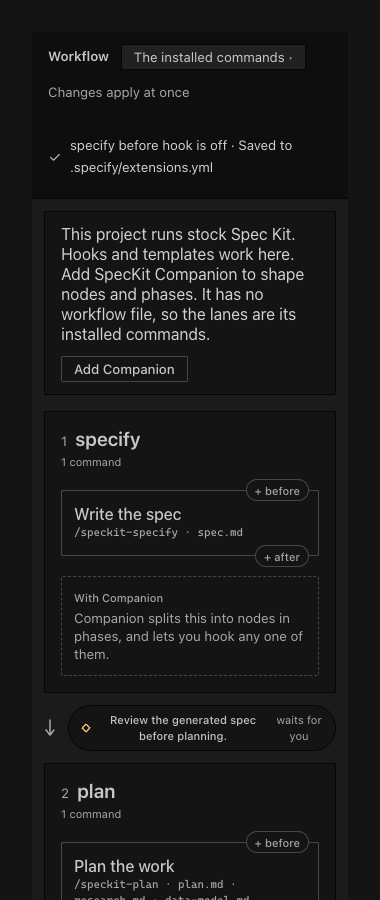 Workflow
The installed commands
Changes apply at once
specify before hook is off · Saved to
.specify/extensions.yml
This project runs stock Spec Kit.
Hooks and templates work here.
Add SpecKit Companion to shape
nodes and phases. It has no
workflow file, so the lanes are its
installed commands.
Add Companion
1 specify
1 command
+ before
Write the spec
/speckit-specify · spec.md
+ after
With Companion
Companion splits this into nodes in
phases, and lets you hook any one of
them.
Review the generated spec
before planning.
waits for
you
2 plan
1 command
+ before
Plan the work
/speckit-plan · plan.md ·
research.md · data-model.md